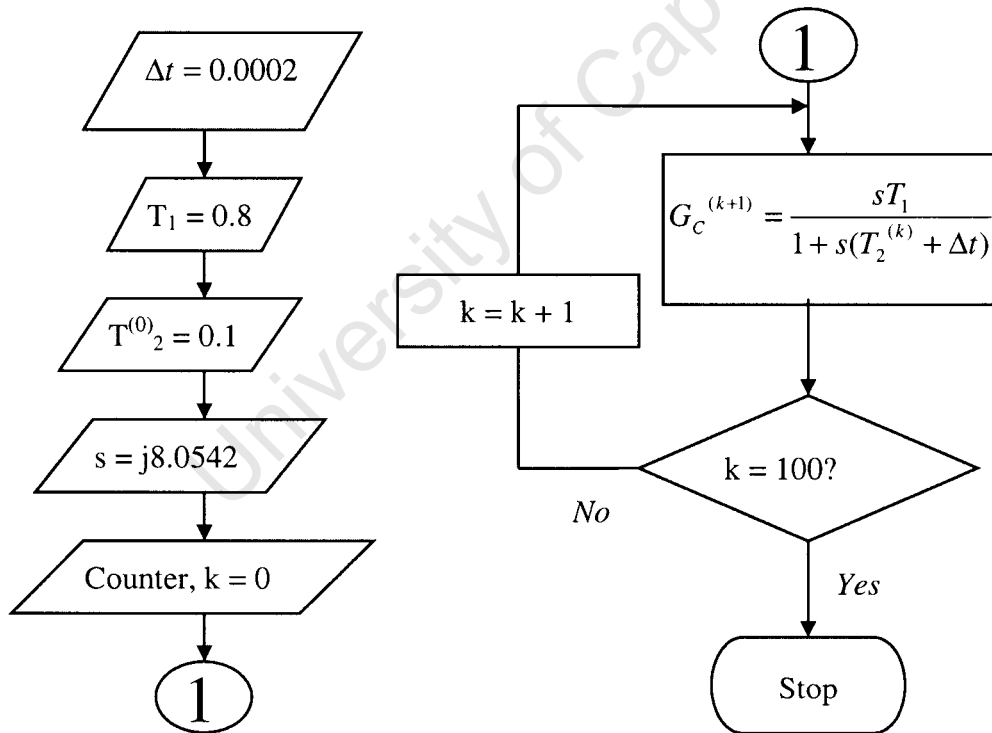 Δt = 0.0002
T₁ = 0.8
T⁽⁰⁾₂ = 0.1
s = j8.0542
Counter, k = 0
1
1
G_C^(k+1) = sT₁ / (1 + s(T₂^(k) + Δt))
k = k + 1
k = 100?
No
Yes
Stop
University of Cap